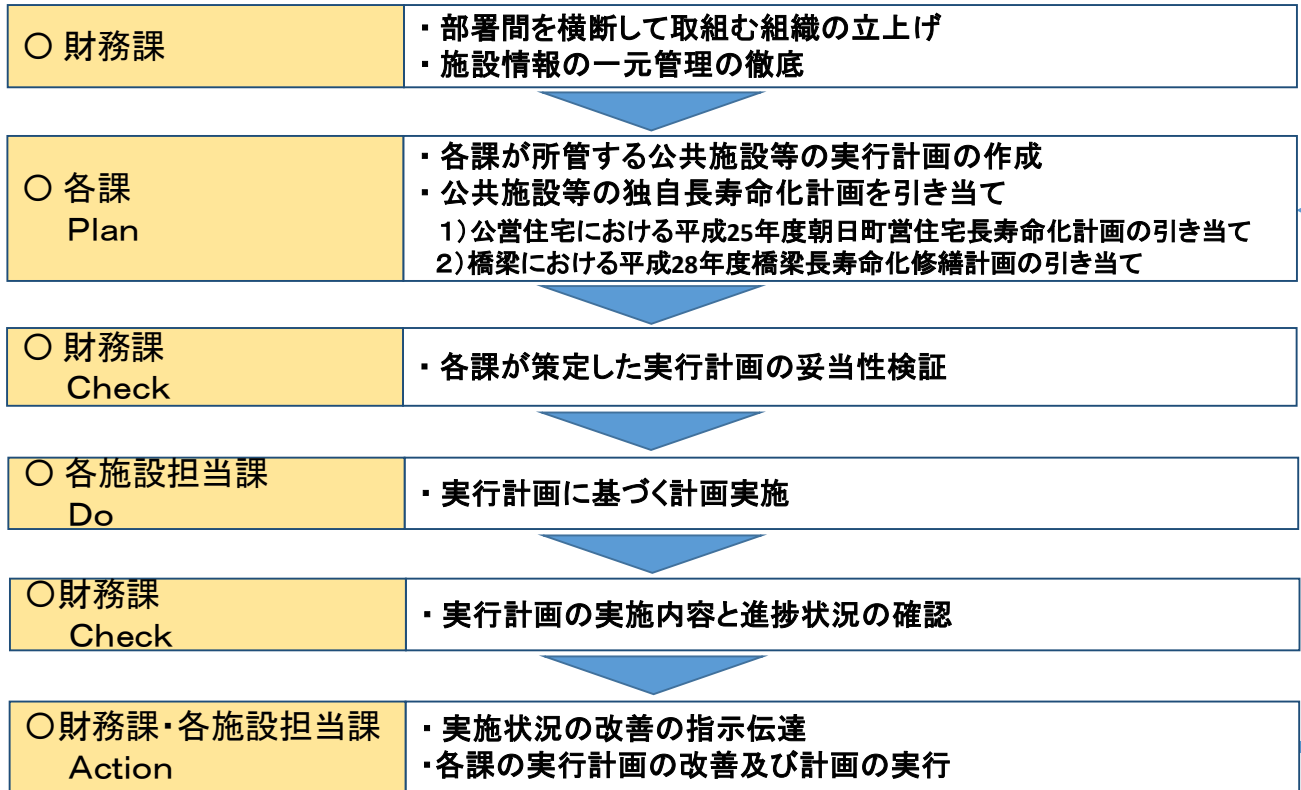 〇 財務課
・ 部署間を横断して取組む組織の立上げ
・ 施設情報の一元管理の徹底
〇 各課
Plan
・ 各課が所管する公共施設等の実行計画の作成
・ 公共施設等の独自長寿命化計画を引き当て
１）公営住宅における平成25年度朝日町営住宅長寿命化計画の引き当て
２）橋梁における平成28年度橋梁長寿命化修繕計画の引き当て
〇 財務課
Check
・ 各課が策定した実行計画の妥当性検証
〇 各施設担当課
Do
・ 実行計画に基づく計画実施
〇財務課
Check
・ 実行計画の実施内容と進捗状況の確認
〇財務課・各施設担当課
Action
・ 実施状況の改善の指示伝達
・各課の実行計画の改善及び計画の実行